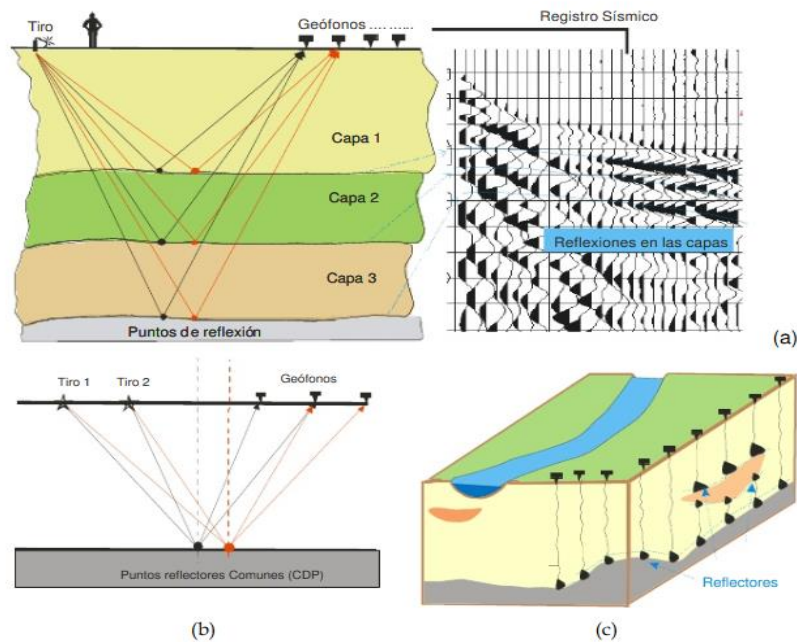 Tiro
Geófonos ........
Registro Sísmico
Capa 1
Capa 2
Capa 3
Puntos de reflexión
Reflexiones en las capas
(a)
Tiro 1
Tiro 2
Geófonos
Puntos reflectores Comunes (CDP)
(b)
Reflectores
(c)